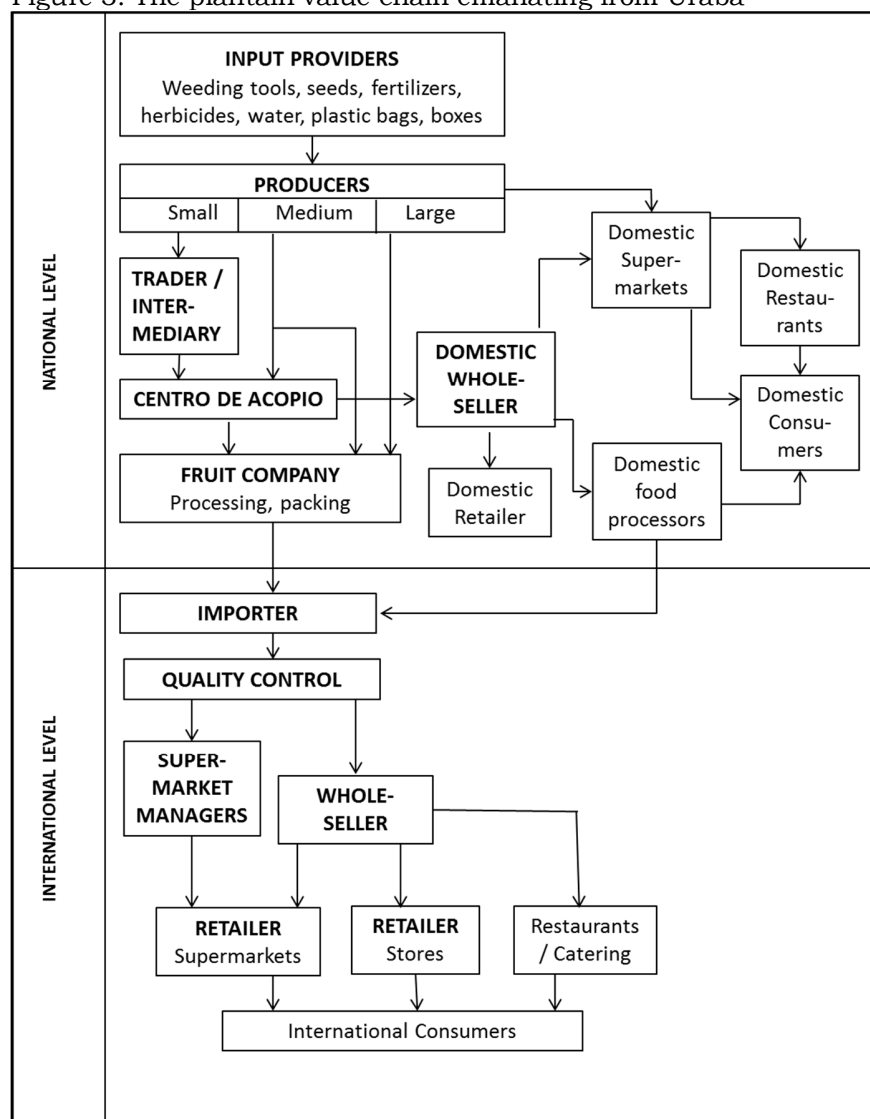 Figure 3: The plantain value chain emanating from Urabá
INPUT PROVIDERS
Weeding tools, seeds, fertilizers,
herbicides, water, plastic bags, boxes
PRODUCERS
Small
Medium
Large
Domestic
Super-
markets
Domestic
Restau-
rants
TRADER /
INTER-
MEDIARY
DOMESTIC
WHOLE-
SELLER
Domestic
Consu-
mers
CENTRO DE ACOPIO
FRUIT COMPANY
Processing, packing
Domestic
Retailer
Domestic
food
processors
NATIONAL LEVEL
IMPORTER
QUALITY CONTROL
SUPER-
MARKET
MANAGERS
WHOLE-
SELLER
RETAILER
Supermarkets
RETAILER
Stores
Restaurants
/ Catering
International Consumers
INTERNATIONAL LEVEL